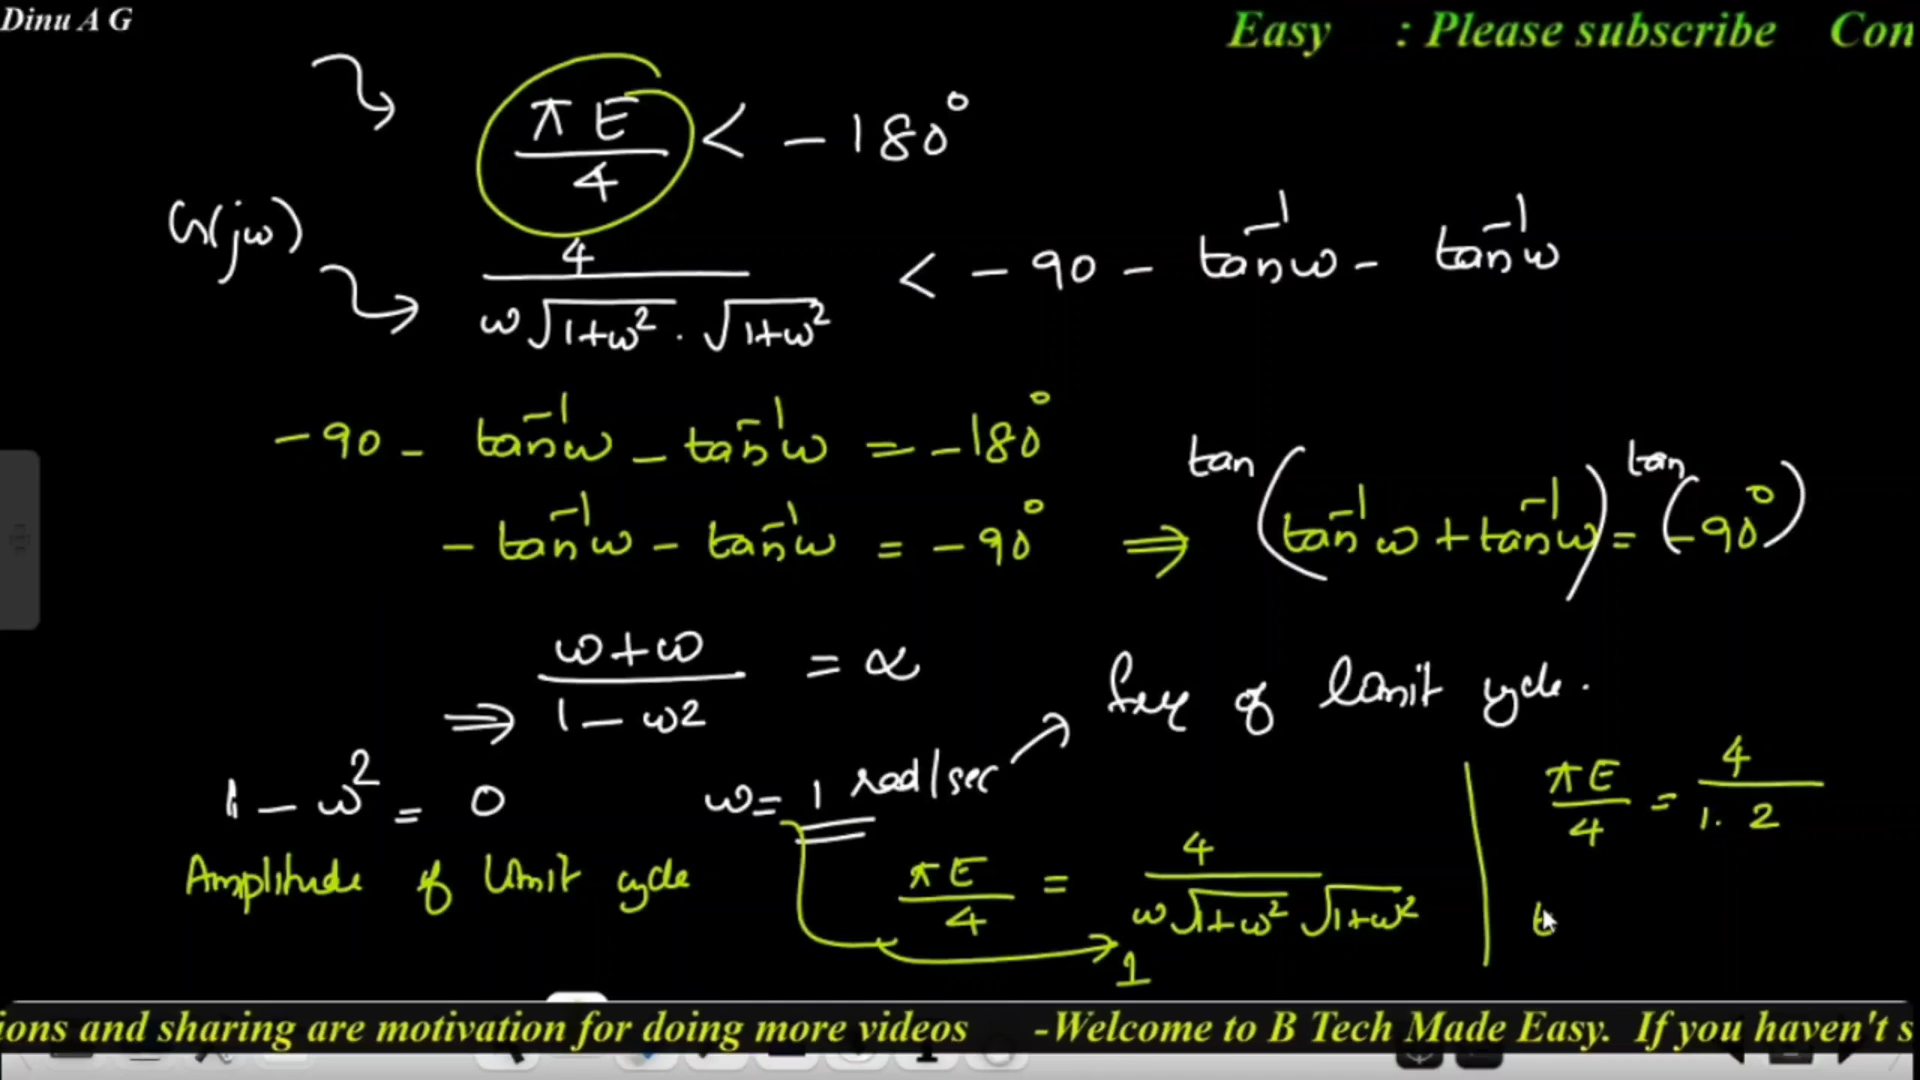 Dinu A G
Easy : Please subscribe Con
πE/4 < -180°
G(jω)
4/(ω√1+ω² . √1+ω²) < -90 - tan⁻¹ω - tan⁻¹ω
-90 - tan⁻¹ω - tan⁻¹ω = -180°
-tan⁻¹ω - tan⁻¹ω = -90° ⇒ tan(tan⁻¹ω + tan⁻¹ω) = tan(-90°)
⇒ (ω+ω)/(1-ω2) = ∝
freq of limit cycle.
1 - ω² = 0 ω = 1 rad/sec
Amplitude of limit cycle
πE/4 = 4/(ω√1+ω² √1+ω²)
1
πE/4 = 4/(1. 2)
ions and sharing are motivation for doing more videos -Welcome to B Tech Made Easy. If you haven't s